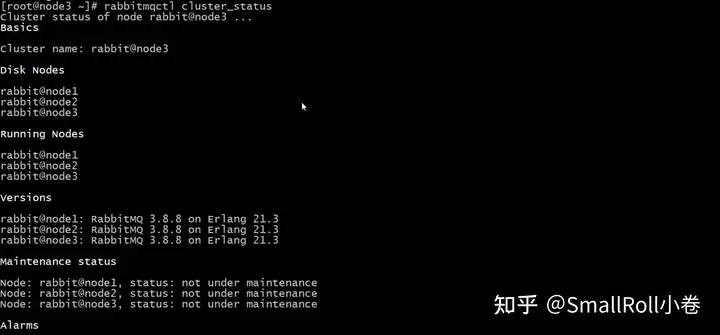 [root@node3 ~]# rabbitmqctl cluster_status
Cluster status of node rabbit@node3 ...
Basics
Cluster name: rabbit@node3
Disk Nodes
rabbit@node1
rabbit@node2
rabbit@node3
Running Nodes
rabbit@node1
rabbit@node2
rabbit@node3
Versions
rabbit@node1: RabbitMQ 3.8.8 on Erlang 21.3
rabbit@node2: RabbitMQ 3.8.8 on Erlang 21.3
rabbit@node3: RabbitMQ 3.8.8 on Erlang 21.3
Maintenance status
Node: rabbit@node1, status: not under maintenance
Node: rabbit@node2, status: not under maintenance
Node: rabbit@node3, status: not under maintenance
Alarms
知乎 @SmallRoll小卷